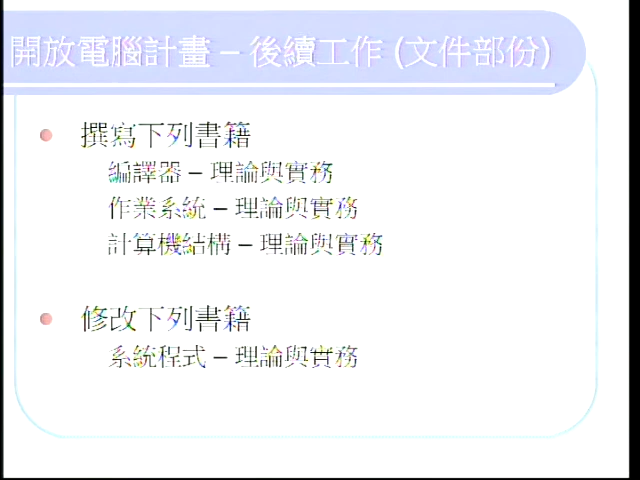 開放電腦計畫 – 後續工作 (文件部份)
撰寫下列書籍
編譯器 – 理論與實務
作業系統 – 理論與實務
計算機結構 – 理論與實務
修改下列書籍
系統程式 – 理論與實務